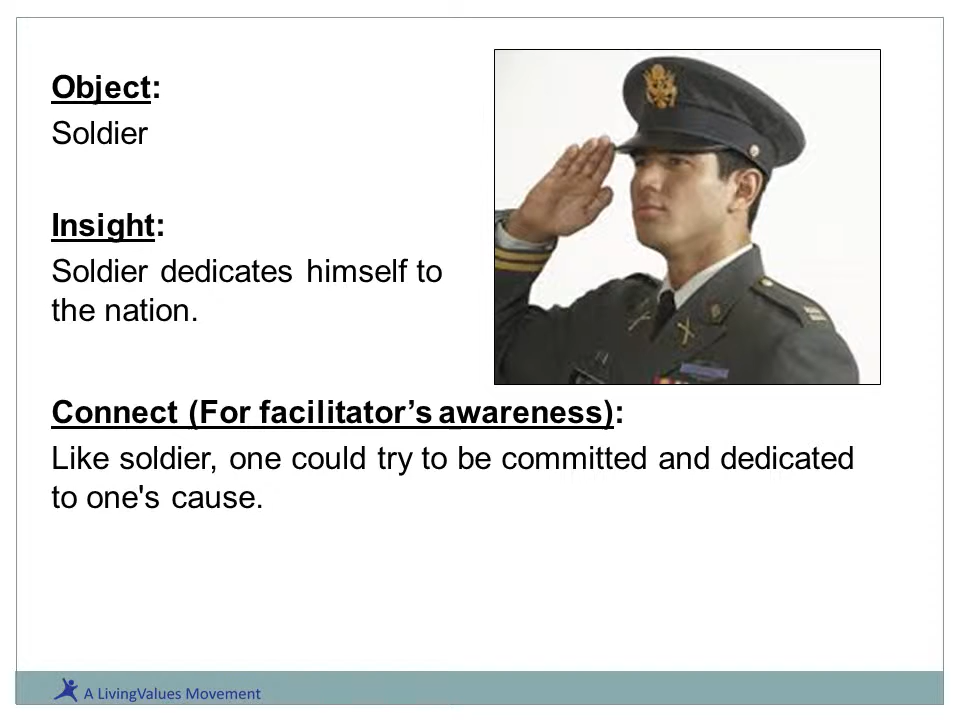 Object:
Soldier
Insight:
Soldier dedicates himself to
the nation.
Connect (For facilitator’s awareness):
Like soldier, one could try to be committed and dedicated
to one's cause.
A LivingValues Movement